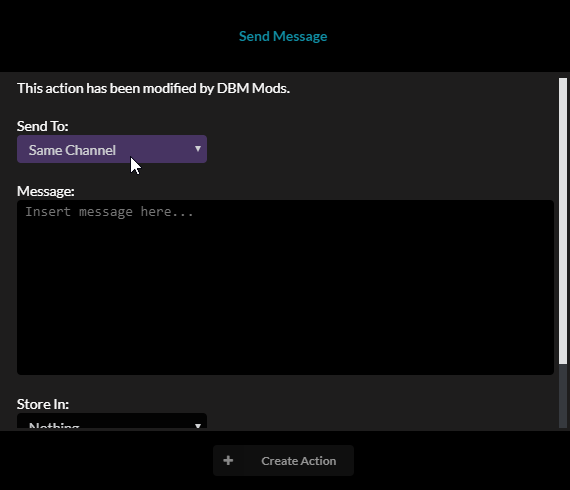 Send Message
This action has been modified by DBM Mods.
Send To:
Same Channel
Message:
Insert message here...
Store In:
Nothing
Create Action